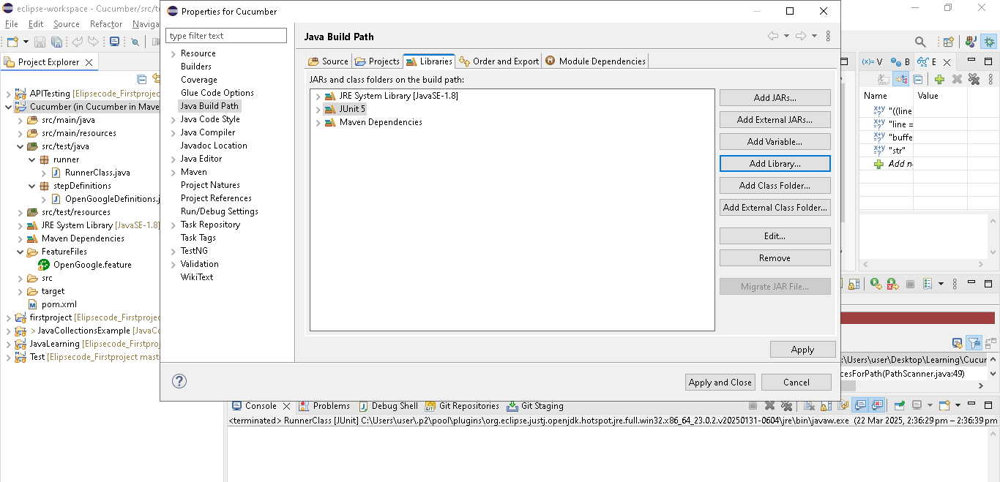 eclipse-workspace - Cucumber/src/te
File Edit Source Refactor Naviga
Project Explorer
APITesting [Elipsecode_Firstprojec
Cucumber (in Cucumber in Mave
src/main/java
src/main/resources
src/test/java
runner
RunnerClass.java
stepDefinitions
OpenGoogleDefinitions.j
src/test/resources
JRE System Library [JavaSE-1.8]
Maven Dependencies
FeatureFiles
OpenGoogle.feature
src
target
pom.xml
firstproject [Elipsecode_Firstprojec
> JavaCollectionsExample [JavaCo
JavaLearning [Elipsecode_Firstproje
Test [Elipsecode_Firstproject mast
Properties for Cucumber
type filter text
Resource
Builders
Coverage
Glue Code Options
Java Build Path
Java Code Style
Java Compiler
Javadoc Location
Java Editor
Maven
Project Natures
Project References
Run/Debug Settings
Task Repository
Task Tags
TestNG
Validation
WikiText
Java Build Path
Source Projects Libraries Order and Export Module Dependencies
JARs and class folders on the build path:
JRE System Library [JavaSE-1.8]
JUnit 5
Maven Dependencies
Add JARs...
Add External JARs...
Add Variable...
Add Library...
Add Class Folder...
Add External Class Folder...
Edit...
Remove
Migrate JAR File...
Apply
Apply and Close Cancel
(x)= V B E
Name Value
"((line
"line =
"buffe
"str"
Add n
:\Users\user\Desktop\Learning\Cucur
cesForPath(PathScanner.java:49)
Console Problems Debug Shell Git Repositories Git Staging
<terminated> RunnerClass [JUnit] C:\Users\user\.p2\pool\plugins\org.eclipse.justj.openjdk.hotspot.jre.full.win32.x86_64_23.0.2.v20250131-0604\jre\bin\javaw.exe (22 Mar 2025, 2:36:29 pm – 2:36:39 pm